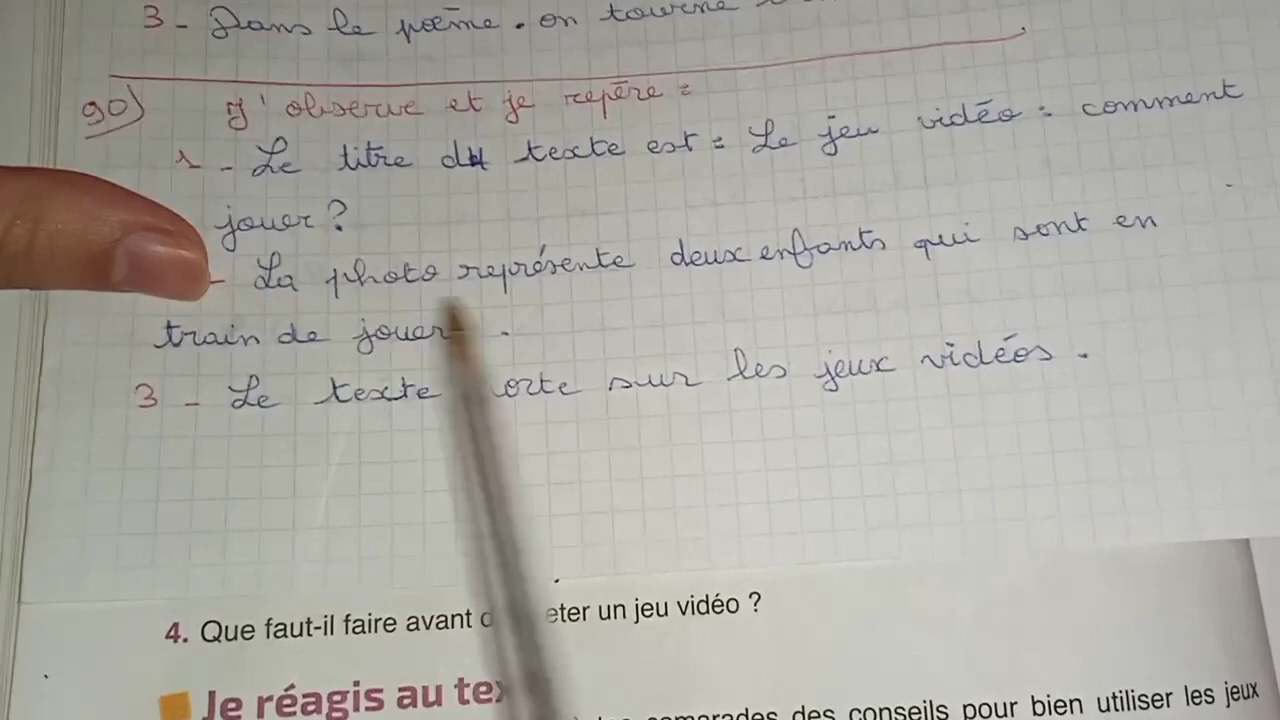 3 - Dans le poème. on tourne
90) J'observe et je repère :
1 - Le titre du texte est : Le jeu vidéo : comment
jouer ?
- La photo représente deux enfants qui sont en
train de jouer.
3 - Le texte orte sur les jeux vidéos.
4. Que faut-il faire avant eter un jeu vidéo ?
Je réagis au te
des conseils pour bien utiliser les jeux